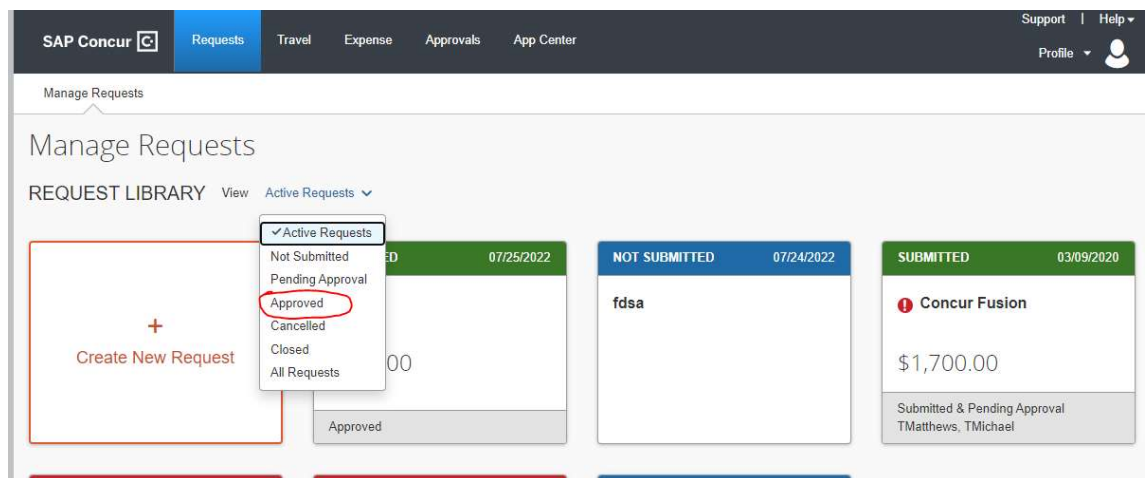 Support | Help
SAP Concur C Requests Travel Expense Approvals App Center
Profile
Manage Requests
Manage Requests
REQUEST LIBRARY View Active Requests
✓Active Requests
Not Submitted
Pending Approval
Approved
Cancelled
Closed
All Requests
+
Create New Request
ED 07/25/2022
00
Approved
NOT SUBMITTED 07/24/2022
fdsa
SUBMITTED 03/09/2020
Concur Fusion
$1,700.00
Submitted & Pending Approval
TMatthews, TMichael